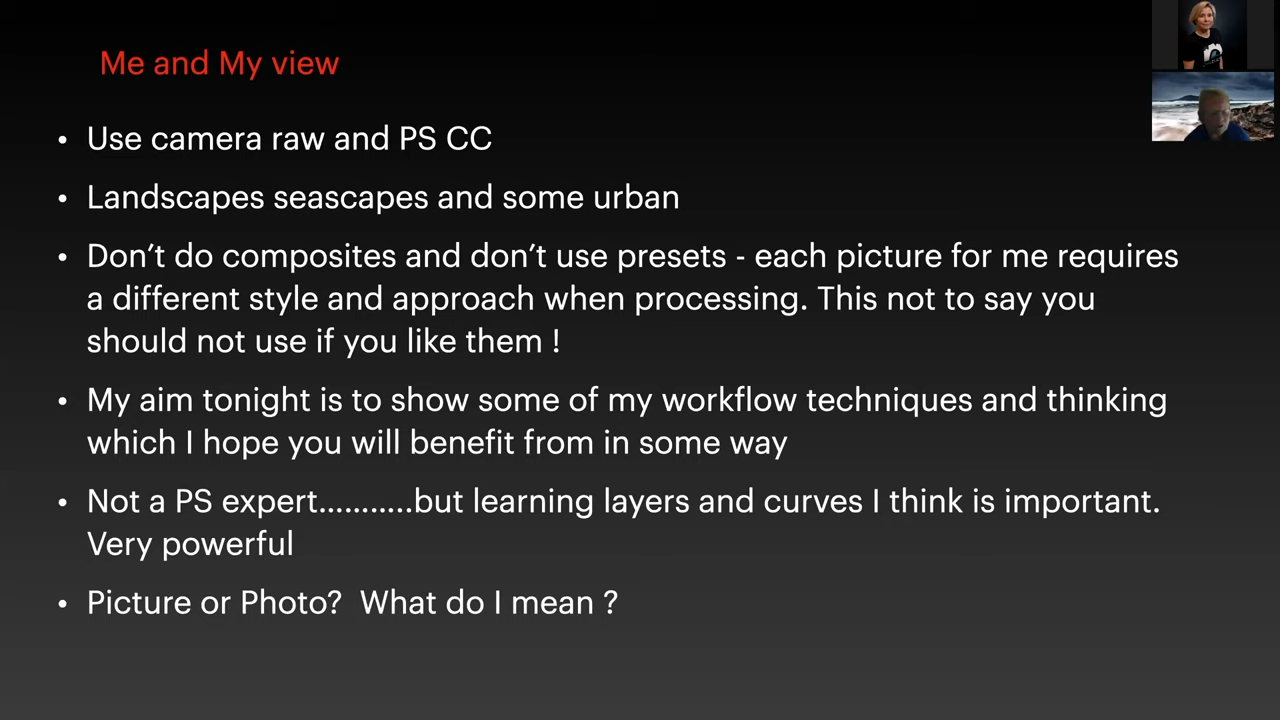 Me and My view
• Use camera raw and PS CC
• Landscapes seascapes and some urban
• Don’t do composites and don’t use presets - each picture for me requires
a different style and approach when processing. This not to say you
should not use if you like them !
• My aim tonight is to show some of my workflow techniques and thinking
which I hope you will benefit from in some way
• Not a PS expert………..but learning layers and curves I think is important.
Very powerful
• Picture or Photo?  What do I mean ?